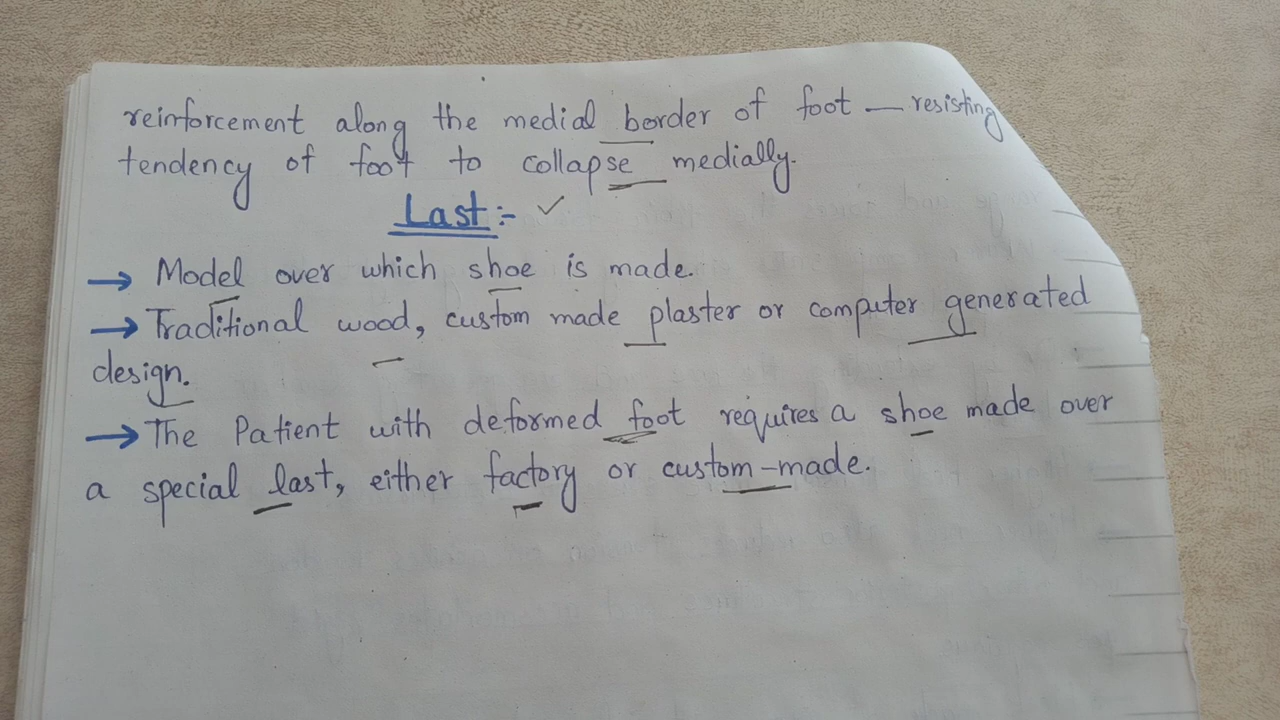 reinforcement along the medial border of foot — resisting
tendency of foot to collapse medially.
Last :-
→ Model over which shoe is made.
→ Traditional wood, custom made plaster or computer generated
design.
→ The Patient with deformed foot requires a shoe made over
a special last, either factory or custom-made.